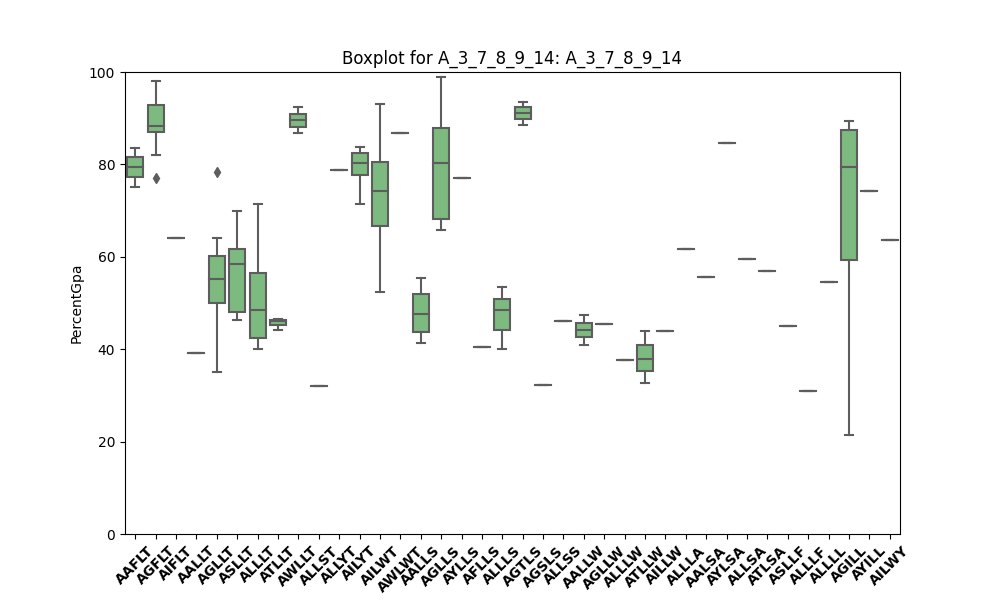 Boxplot for A_3_7_8_9_14: A_3_7_8_9_14
100
80
60
40
20
0
PercentGpa
AAFLT
AGFLT
AIFLT
AALLT
AGLLT
ASLLT
ALLLT
ATLLT
AWLLT
ALLST
ALLYT
AILYT
AILWT
AWLWT
AALLS
AGLLS
AYLLS
AFLLS
ALLLS
AGTLS
AGSLS
ALLSS
AALLW
AGLLW
ALLLW
ATLLW
AILLW
ALLLA
AALSA
AYLSA
ALLSA
ATLSA
ASLLF
ALLLF
ALLLL
AGILL
AYILL
AILWY